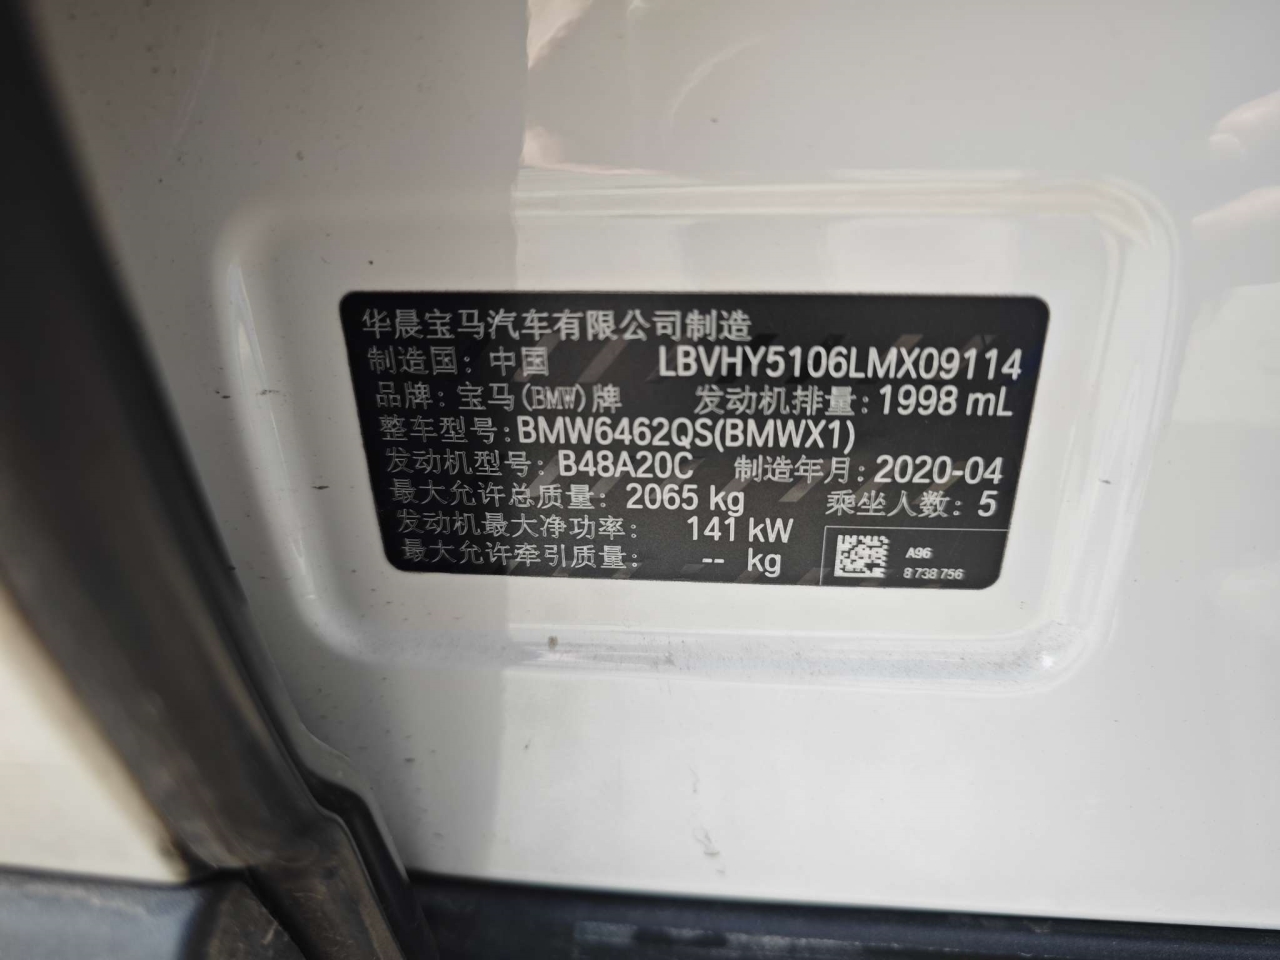 华晨宝马汽车有限公司制造
制造国：中国 LBVHY5106LMX09114
品牌：宝马(BMW)牌 发动机排量：1998 mL
整车型号：BMW6462QS(BMWX1)
发动机型号：B48A20C 制造年月：2020-04
最大允许总质量：2065 kg 乘坐人数：5
发动机最大净功率： 141 kW
最大允许牵引质量： -- kg
A96
8 738 756